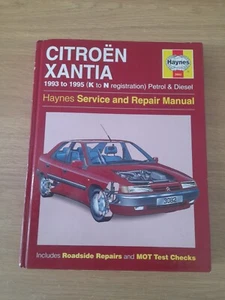 CITROËN
XANTIA
1993 to 1995 (K to N registration) Petrol & Diesel
Haynes
Haynes Service and Repair Manual
Includes Roadside Repairs and MOT Test Checks